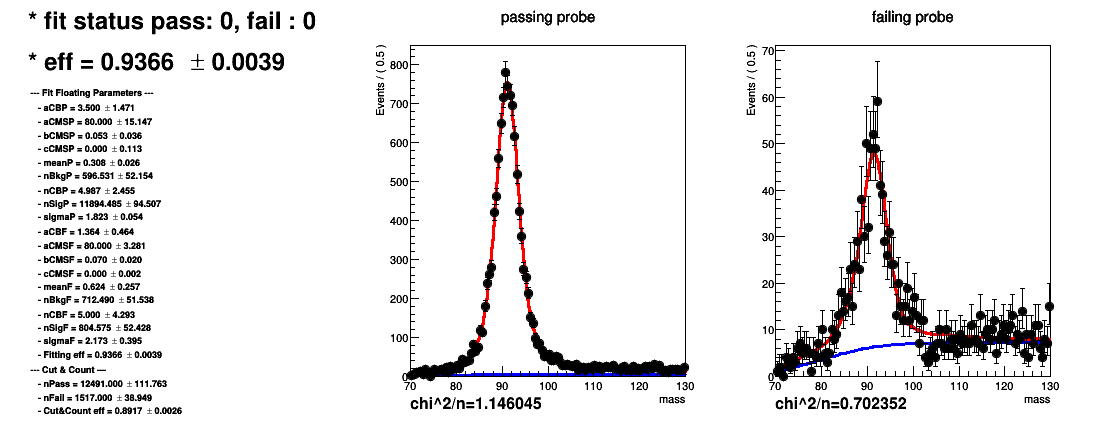 * fit status pass: 0, fail : 0
* eff = 0.9366 ± 0.0039
--- Fit Floating Parameters ---
- aCBP = 3.500 ± 1.471
- aCMSP = 80.000 ± 15.147
- bCMSP = 0.053 ± 0.036
- cCMSP = 0.000 ± 0.113
- meanP = 0.308 ± 0.026
- nBkgP = 596.531 ± 52.154
- nCBP = 4.987 ± 2.455
- nSigP = 11894.485 ± 94.507
- sigmaP = 1.823 ± 0.054
- aCBF = 1.364 ± 0.464
- aCMSF = 80.000 ± 3.281
- bCMSF = 0.070 ± 0.020
- cCMSF = 0.000 ± 0.002
- meanF = 0.624 ± 0.257
- nBkgF = 712.490 ± 51.538
- nCBF = 5.000 ± 4.293
- nSigF = 804.575 ± 52.428
- sigmaF = 2.173 ± 0.395
- Fitting eff = 0.9366 ± 0.0039
--- Cut & Count ---
- nPass = 12491.000 ± 111.763
- nFail = 1517.000 ± 38.949
- Cut&Count eff = 0.8917 ± 0.0026
passing probe
Events / ( 0.5 )
800
700
600
500
400
300
200
100
0
70 80 90 100 110 120 130
mass
chi^2/n=1.146045
failing probe
Events / ( 0.5 )
70
60
50
40
30
20
10
0
70 80 90 100 110 120 130
mass
chi^2/n=0.702352